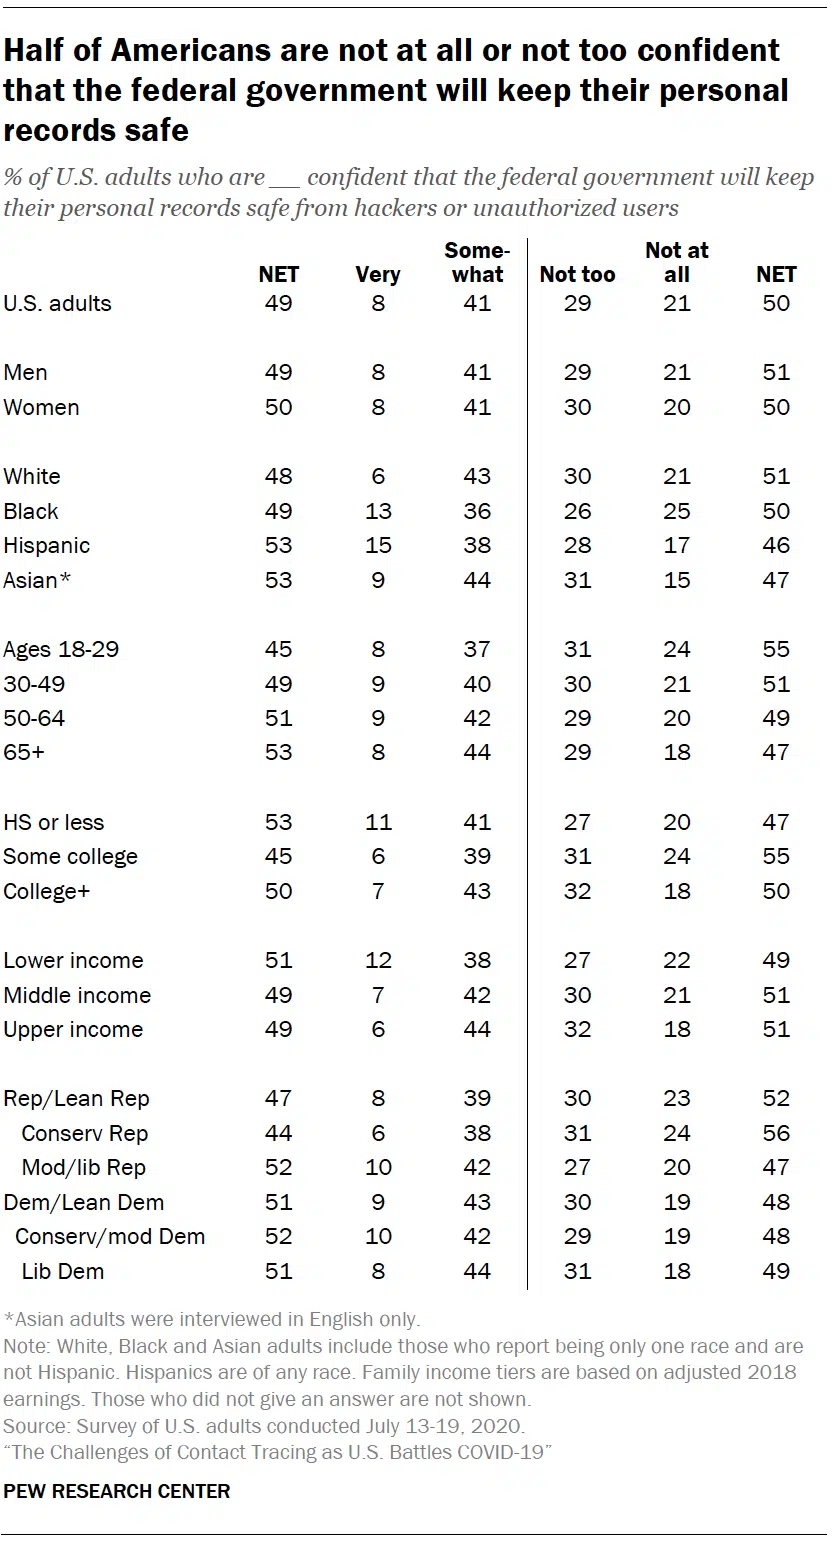 Half of Americans are not at all or not too confident
that the federal government will keep their personal
records safe
% of U.S. adults who are __ confident that the federal government will keep
their personal records safe from hackers or unauthorized users
NET Very Some-what Not too Not at all NET
U.S. adults 49 8 41 29 21 50
Men 49 8 41 29 21 51
Women 50 8 41 30 20 50
White 48 6 43 30 21 51
Black 49 13 36 26 25 50
Hispanic 53 15 38 28 17 46
Asian* 53 9 44 31 15 47
Ages 18-29 45 8 37 31 24 55
30-49 49 9 40 30 21 51
50-64 51 9 42 29 20 49
65+ 53 8 44 29 18 47
HS or less 53 11 41 27 20 47
Some college 45 6 39 31 24 55
College+ 50 7 43 32 18 50
Lower income 51 12 38 27 22 49
Middle income 49 7 42 30 21 51
Upper income 49 6 44 32 18 51
Rep/Lean Rep 47 8 39 30 23 52
Conserv Rep 44 6 38 31 24 56
Mod/lib Rep 52 10 42 27 20 47
Dem/Lean Dem 51 9 43 30 19 48
Conserv/mod Dem 52 10 42 29 19 48
Lib Dem 51 8 44 31 18 49
*Asian adults were interviewed in English only.
Note: White, Black and Asian adults include those who report being only one race and are
not Hispanic. Hispanics are of any race. Family income tiers are based on adjusted 2018
earnings. Those who did not give an answer are not shown.
Source: Survey of U.S. adults conducted July 13-19, 2020.
“The Challenges of Contact Tracing as U.S. Battles COVID-19”
PEW RESEARCH CENTER